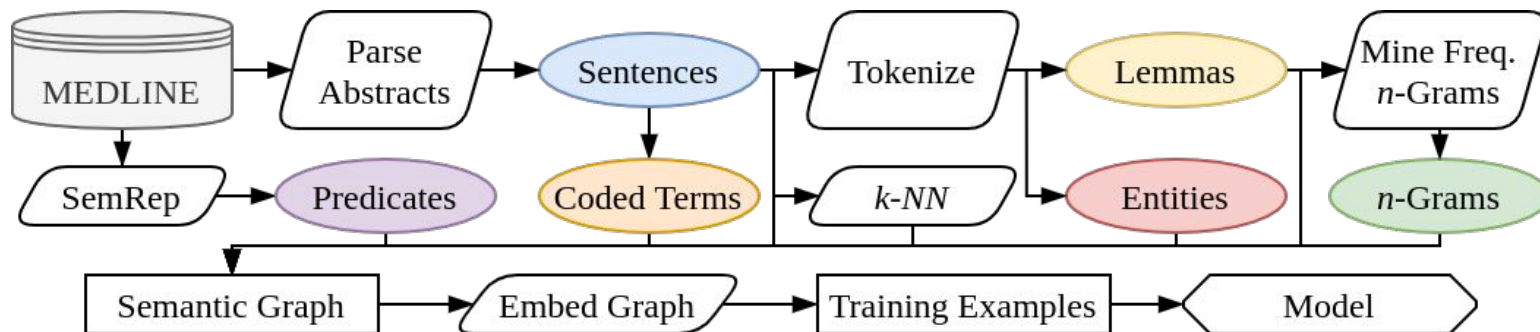 MEDLINE
Parse
Abstracts
Sentences
Tokenize
Lemmas
Mine Freq.
n-Grams
SemRep
Predicates
Coded Terms
k-NN
Entities
n-Grams
Semantic Graph
Embed Graph
Training Examples
Model